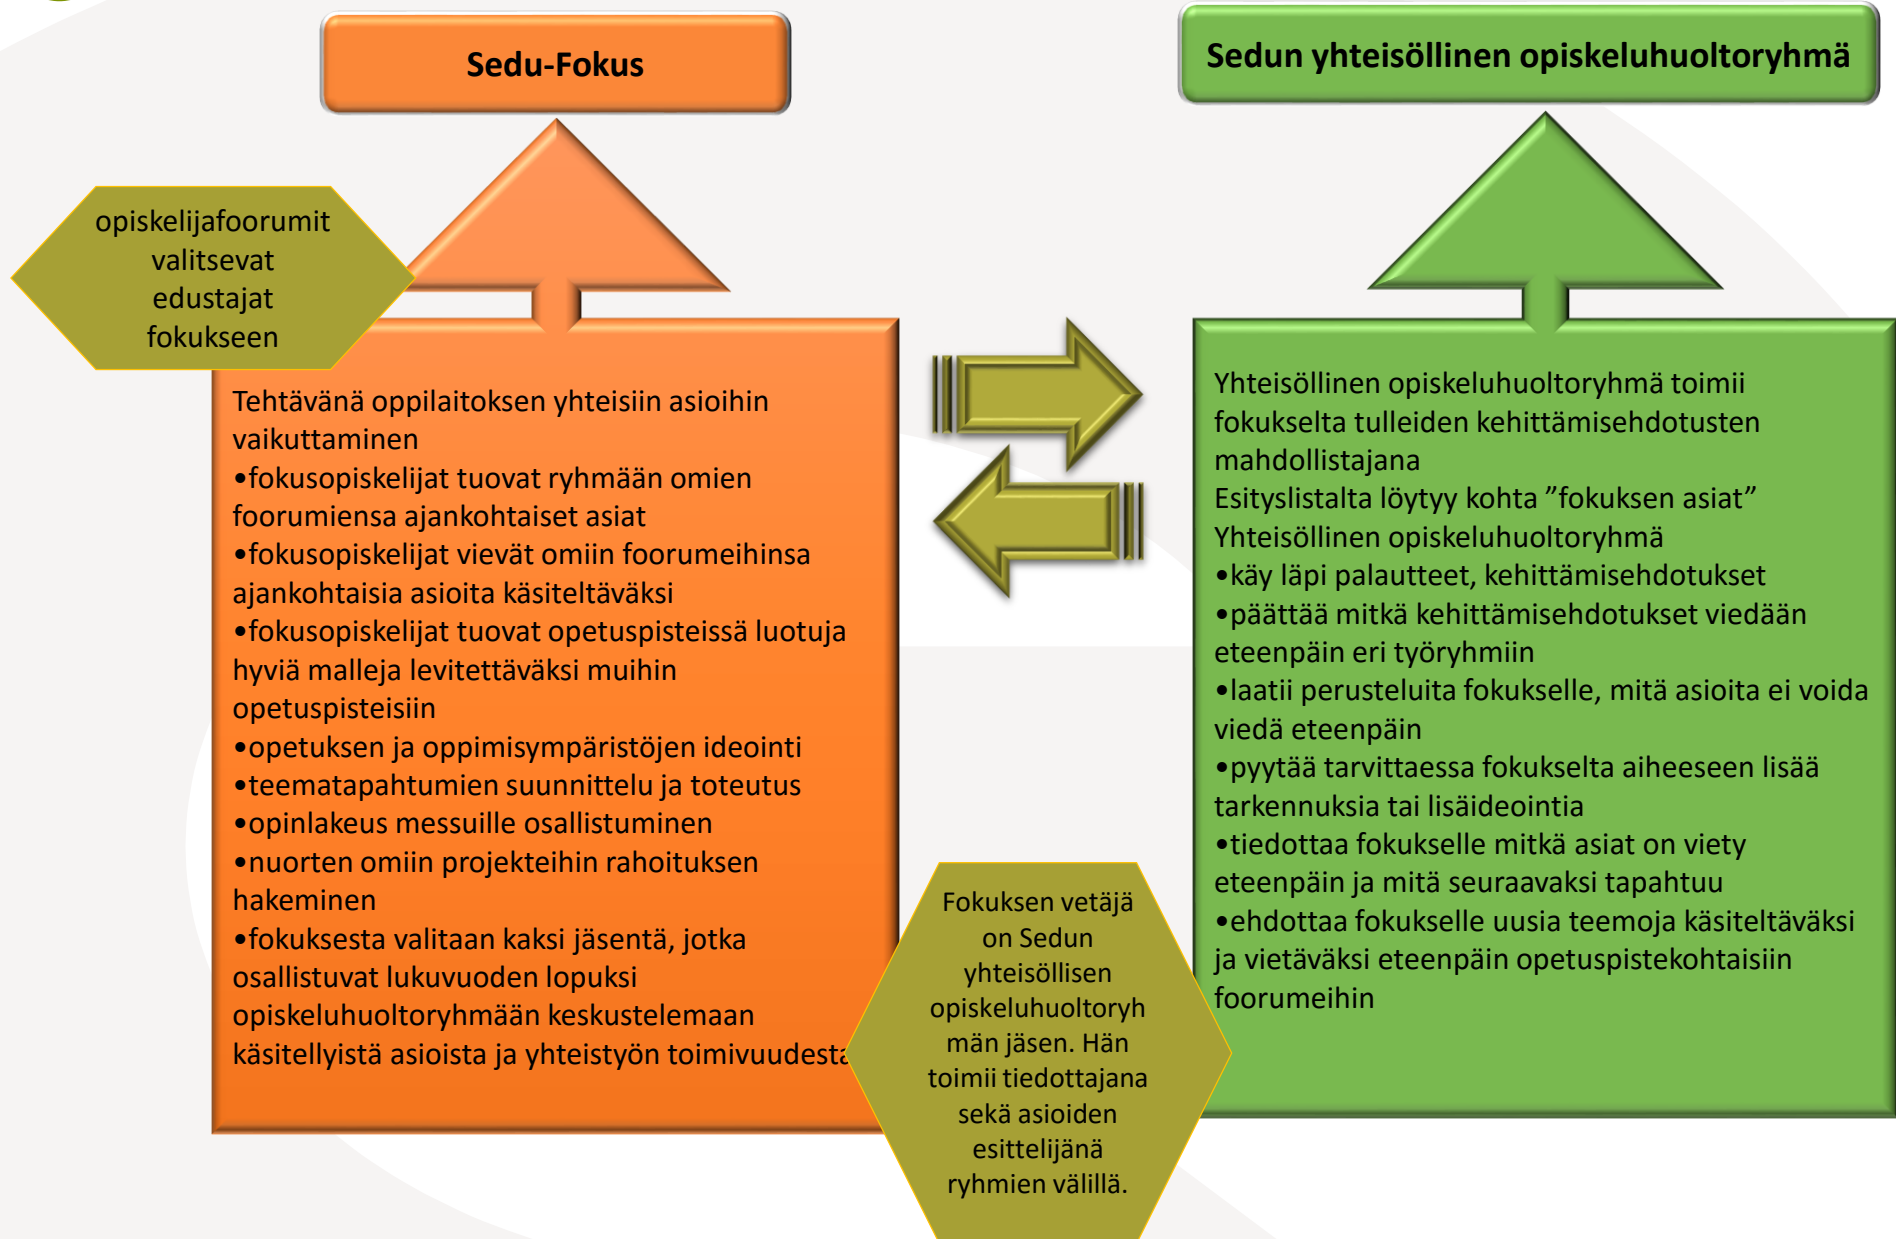 Sedu-Fokus
Sedun yhteisöllinen opiskeluhuoltoryhmä
opiskelijafoorumit
valitsevat
edustajat
fokukseen
Tehtävänä oppilaitoksen yhteisiin asioihin
vaikuttaminen
•fokusopiskelijat tuovat ryhmään omien
foorumiensa ajankohtaiset asiat
•fokusopiskelijat vievät omiin foorumeihinsa
ajankohtaisia asioita käsiteltäväksi
•fokusopiskelijat tuovat opetuspisteissä luotuja
hyviä malleja levitettäväksi muihin
opetuspisteisiin
•opetuksen ja oppimisympäristöjen ideointi
•teematapahtumien suunnittelu ja toteutus
•opinlakeus messuille osallistuminen
•nuorten omiin projekteihin rahoituksen
hakeminen
•fokuksesta valitaan kaksi jäsentä, jotka
osallistuvat lukuvuoden lopuksi
opiskeluhuoltoryhmään keskustelemaan
käsitellyistä asioista ja yhteistyön toimivuudesta
Yhteisöllinen opiskeluhuoltoryhmä toimii
fokukselta tulleiden kehittämisehdotusten
mahdollistajana
Esityslistalta löytyy kohta ”fokuksen asiat”
Yhteisöllinen opiskeluhuoltoryhmä
•käy läpi palautteet, kehittämisehdotukset
•päättää mitkä kehittämisehdotukset viedään
eteenpäin eri työryhmiin
•laatii perusteluita fokukselle, mitä asioita ei voida
viedä eteenpäin
•pyytää tarvittaessa fokukselta aiheeseen lisää
tarkennuksia tai lisäideointia
•tiedottaa fokukselle mitkä asiat on viety
eteenpäin ja mitä seuraavaksi tapahtuu
•ehdottaa fokukselle uusia teemoja käsiteltäväksi
ja vietäväksi eteenpäin opetuspistekohtaisiin
foorumeihin
Fokuksen vetäjä
on Sedun
yhteisöllisen
opiskeluhuoltoryh
män jäsen. Hän
toimii tiedottajana
sekä asioiden
esittelijänä
ryhmien välillä.